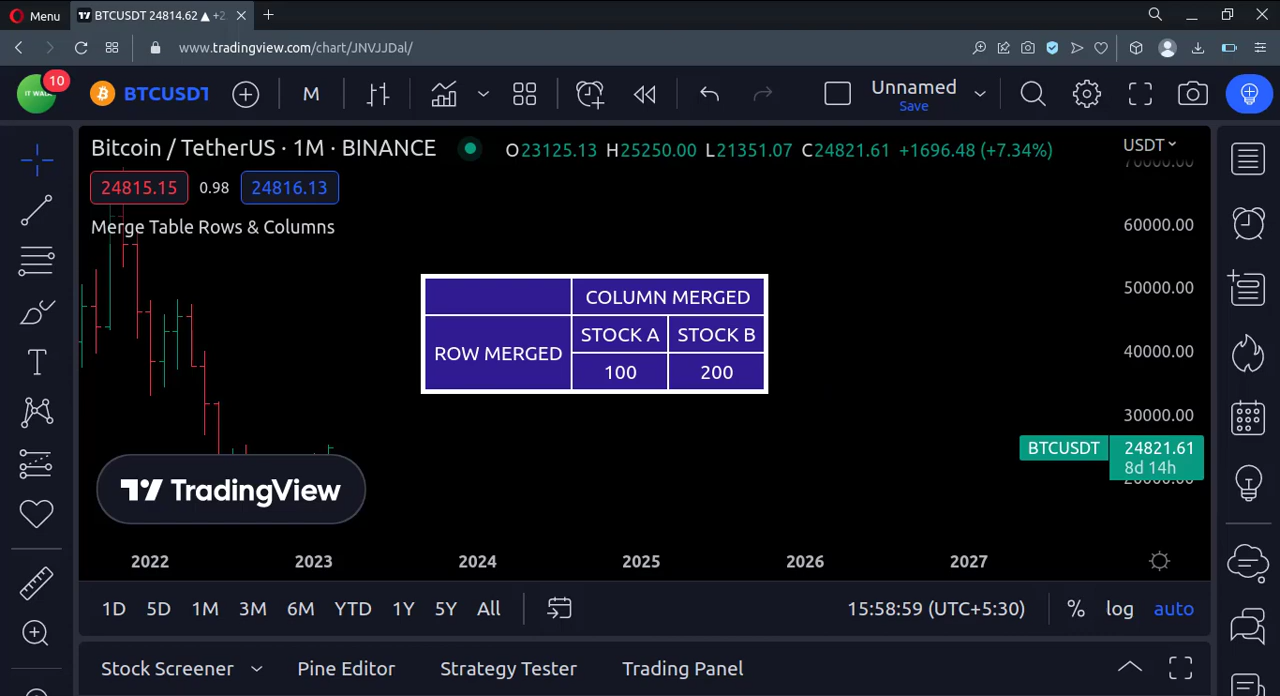 Menu
BTCUSDT 24814.62 ▲ +2
www.tradingview.com/chart/JNVJJDal/
10
BTCUSDT
M
Unnamed
Save
Bitcoin / TetherUS · 1M · BINANCE
O23125.13 H25250.00 L21351.07 C24821.61 +1696.48 (+7.34%)
USDT
70000.00
24815.15 0.98 24816.13
Merge Table Rows & Columns
60000.00
50000.00
40000.00
30000.00
COLUMN MERGED
ROW MERGED
STOCK A STOCK B
100 200
BTCUSDT 24821.61
8d 14h
20000.00
TradingView
2022 2023 2024 2025 2026 2027
1D 5D 1M 3M 6M YTD 1Y 5Y All
15:58:59 (UTC+5:30) % log auto
Stock Screener Pine Editor Strategy Tester Trading Panel